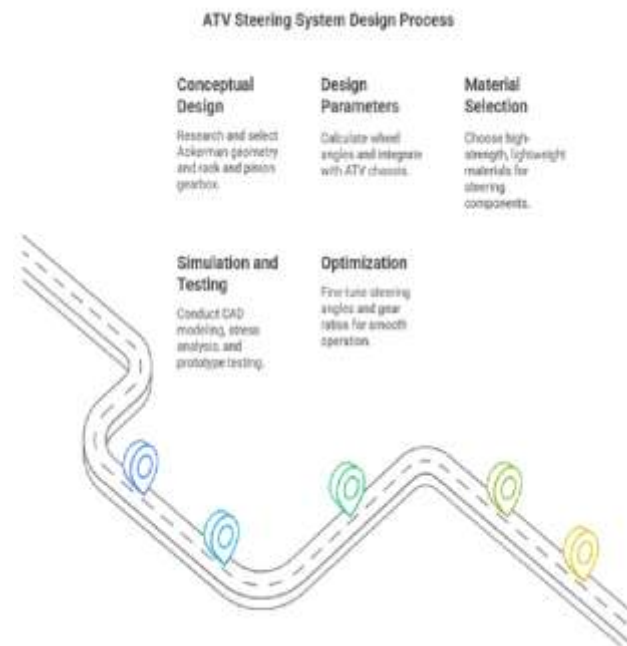 ATV Steering System Design Process
Conceptual
Design
Research and select
Ackerman geometry
and rack and pinion
gearbox.
Design
Parameters
Calculate wheel
angles and integrate
with ATV chassis.
Material
Selection
Choose high-
strength, lightweight
materials for
steering
components.
Simulation and
Testing
Conduct CAD
modeling, stress
analysis, and
prototype testing.
Optimization
Fine-tune steering
angles and gear
ratios for smooth
operation.